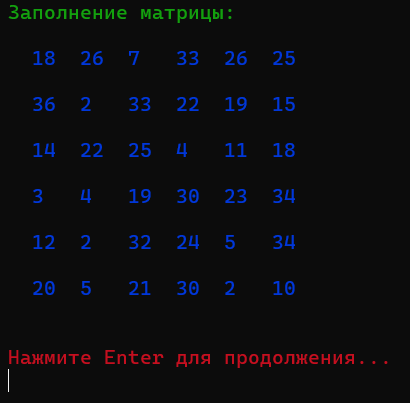 Заполнение матрицы:
18 26 7 33 26 25
36 2 33 22 19 15
14 22 25 4 11 18
3 4 19 30 23 34
12 2 32 24 5 34
20 5 21 30 2 10
Нажмите Enter для продолжения...